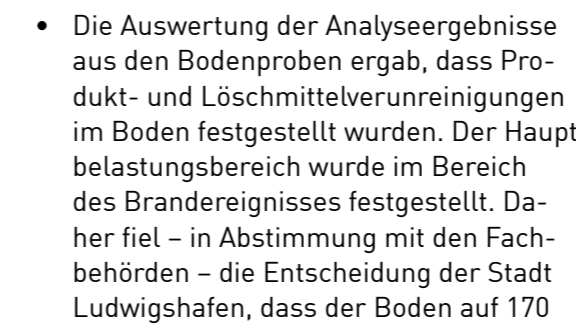 • Die Auswertung der Analyseergebnisse
aus den Bodenproben ergab, dass Pro-
dukt- und Löschmittelverunreinigungen
im Boden festgestellt wurden. Der Haupt
belastungsbereich wurde im Bereich
des Brandereignisses festgestellt. Da-
her fiel – in Abstimmung mit den Fach-
behörden – die Entscheidung der Stadt
Ludwigshafen, dass der Boden auf 170